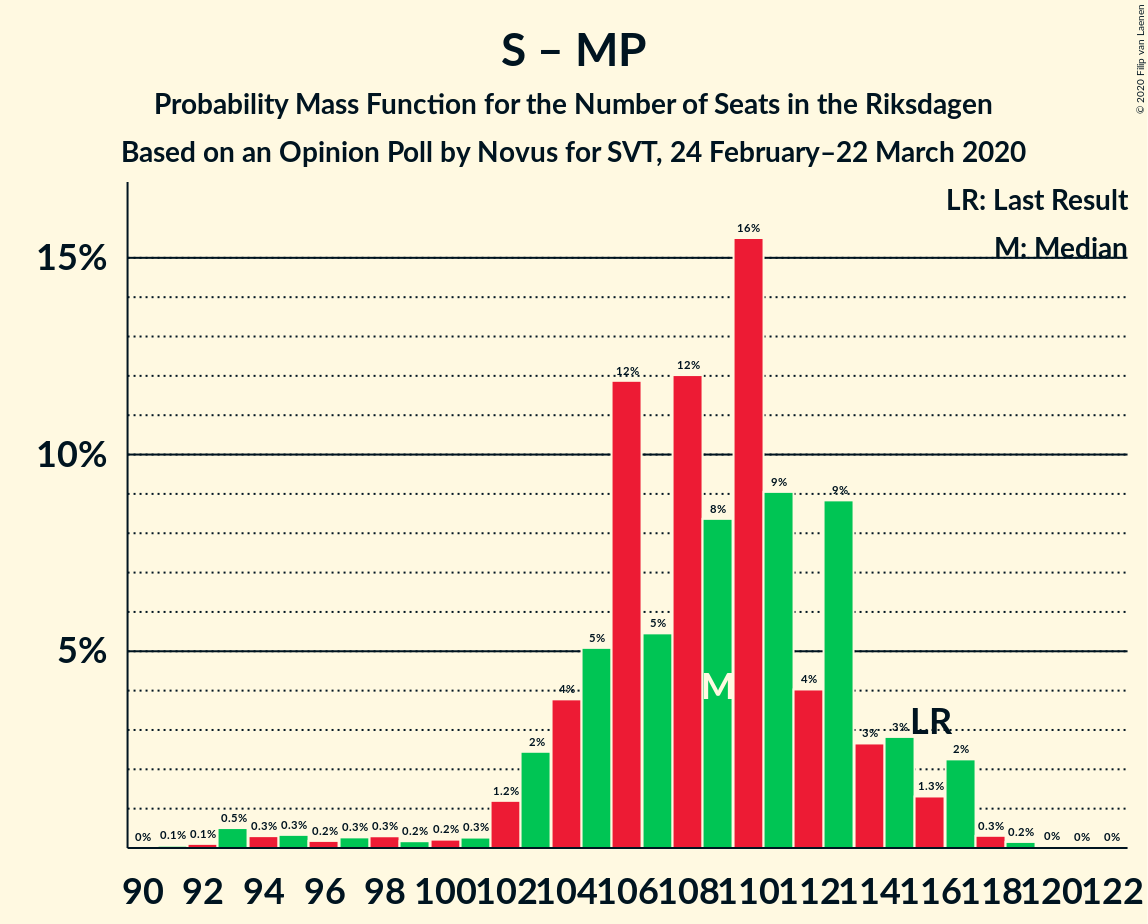 © 2020 Filip van Laenen
S – MP
Probability Mass Function for the Number of Seats in the Riksdagen
Based on an Opinion Poll by Novus for SVT, 24 February–22 March 2020
LR: Last Result
M: Median
16%
15%
12% 12%
9% 9%
8%
10%
5% 5%
5%
M
4% 4%
LR
3% 3%
2% 2%
1.2% 1.3%
0% 0.1% 0.1% 0.5% 0.3% 0.3% 0.2% 0.3% 0.3% 0.2% 0.2% 0.3% 0.3% 0.2% 0% 0% 0%
90 92 94 96 98 100 102 104 106 108 110 112 114 116 118 120 122